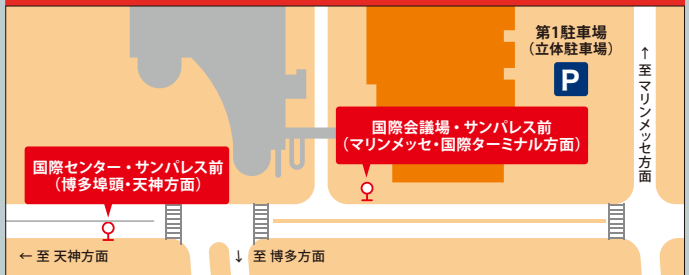 第1駐車場
(立体駐車場)
P
↑至 マリンメッセ方面
国際会議場・サンパレス前
(マリンメッセ・国際ターミナル方面)
国際センター・サンパレス前
(博多埠頭・天神方面)
← 至 天神方面
↓ 至 博多方面